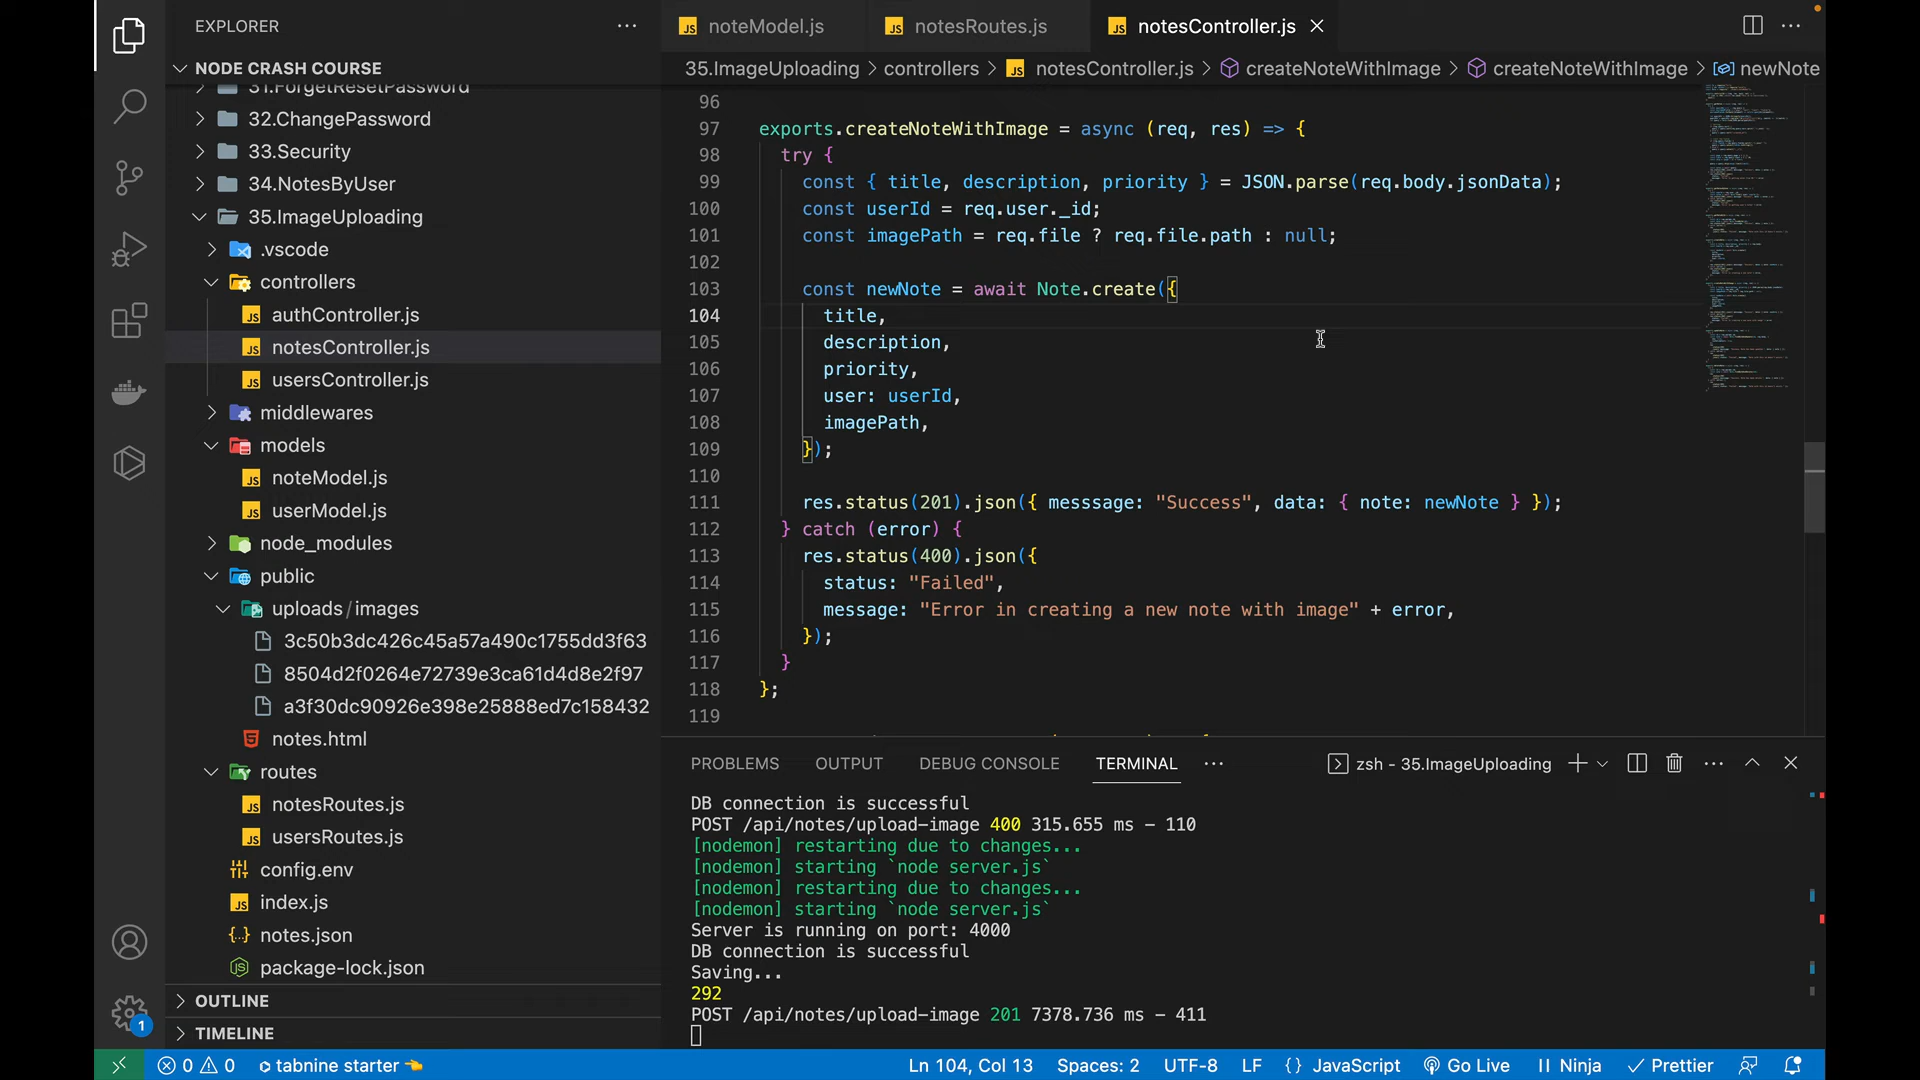 EXPLORER
NODE CRASH COURSE
31.ForgetResetPassword
32.ChangePassword
33.Security
34.NotesByUser
35.ImageUploading
.vscode
controllers
authController.js
notesController.js
usersController.js
middlewares
models
noteModel.js
userModel.js
node_modules
public
uploads/images
3c50b3dc426c45a57a490c1755dd3f63
8504d2f0264e72739e3ca61d4d8e2f97
a3f30dc90926e398e25888ed7c158432
notes.html
routes
notesRoutes.js
usersRoutes.js
config.env
index.js
notes.json
package-lock.json
OUTLINE
TIMELINE
1
noteModel.js notesRoutes.js notesController.js
35.ImageUploading > controllers > notesController.js > createNoteWithImage > createNoteWithImage > newNote
96
97 exports.createNoteWithImage = async (req, res) => {
98 try {
99 const { title, description, priority } = JSON.parse(req.body.jsonData);
100 const userId = req.user._id;
101 const imagePath = req.file ? req.file.path : null;
102
103 const newNote = await Note.create({
104 title,
105 description,
106 priority,
107 user: userId,
108 imagePath,
109 });
110
111 res.status(201).json({ messsage: "Success", data: { note: newNote } });
112 } catch (error) {
113 res.status(400).json({
114 status: "Failed",
115 message: "Error in creating a new note with image" + error,
116 });
117 }
118 };
119
PROBLEMS OUTPUT DEBUG CONSOLE TERMINAL zsh - 35.ImageUploading
DB connection is successful
POST /api/notes/upload-image 400 315.655 ms - 110
[nodemon] restarting due to changes...
[nodemon] starting `node server.js`
[nodemon] restarting due to changes...
[nodemon] starting `node server.js`
Server is running on port: 4000
DB connection is successful
Saving...
292
POST /api/notes/upload-image 201 7378.736 ms - 411
0 0 tabnine starter Ln 104, Col 13 Spaces: 2 UTF-8 LF {} JavaScript Go Live Ninja Prettier